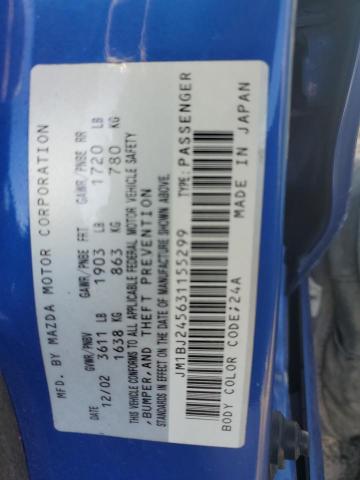 MFD. BY MAZDA MOTOR CORPORATION
DATE GVWR/PNBV GAWR/PNBE FRT GAWR/PNBE RR
12/02 3611 LB 1903 LB 1720 LB
1638 KG 863 KG 780 KG
THIS VEHICLE CONFORMS TO ALL APPLICABLE FEDERAL MOTOR VEHICLE SAFETY
,BUMPER,AND THEFT PREVENTION
STANDARDS IN EFFECT ON THE DATE OF MANUFACTURE SHOWN ABOVE.
JM1BJ245631155299 TYPE: PASSENGER
BODY COLOR CODE;24A MADE IN JAPAN